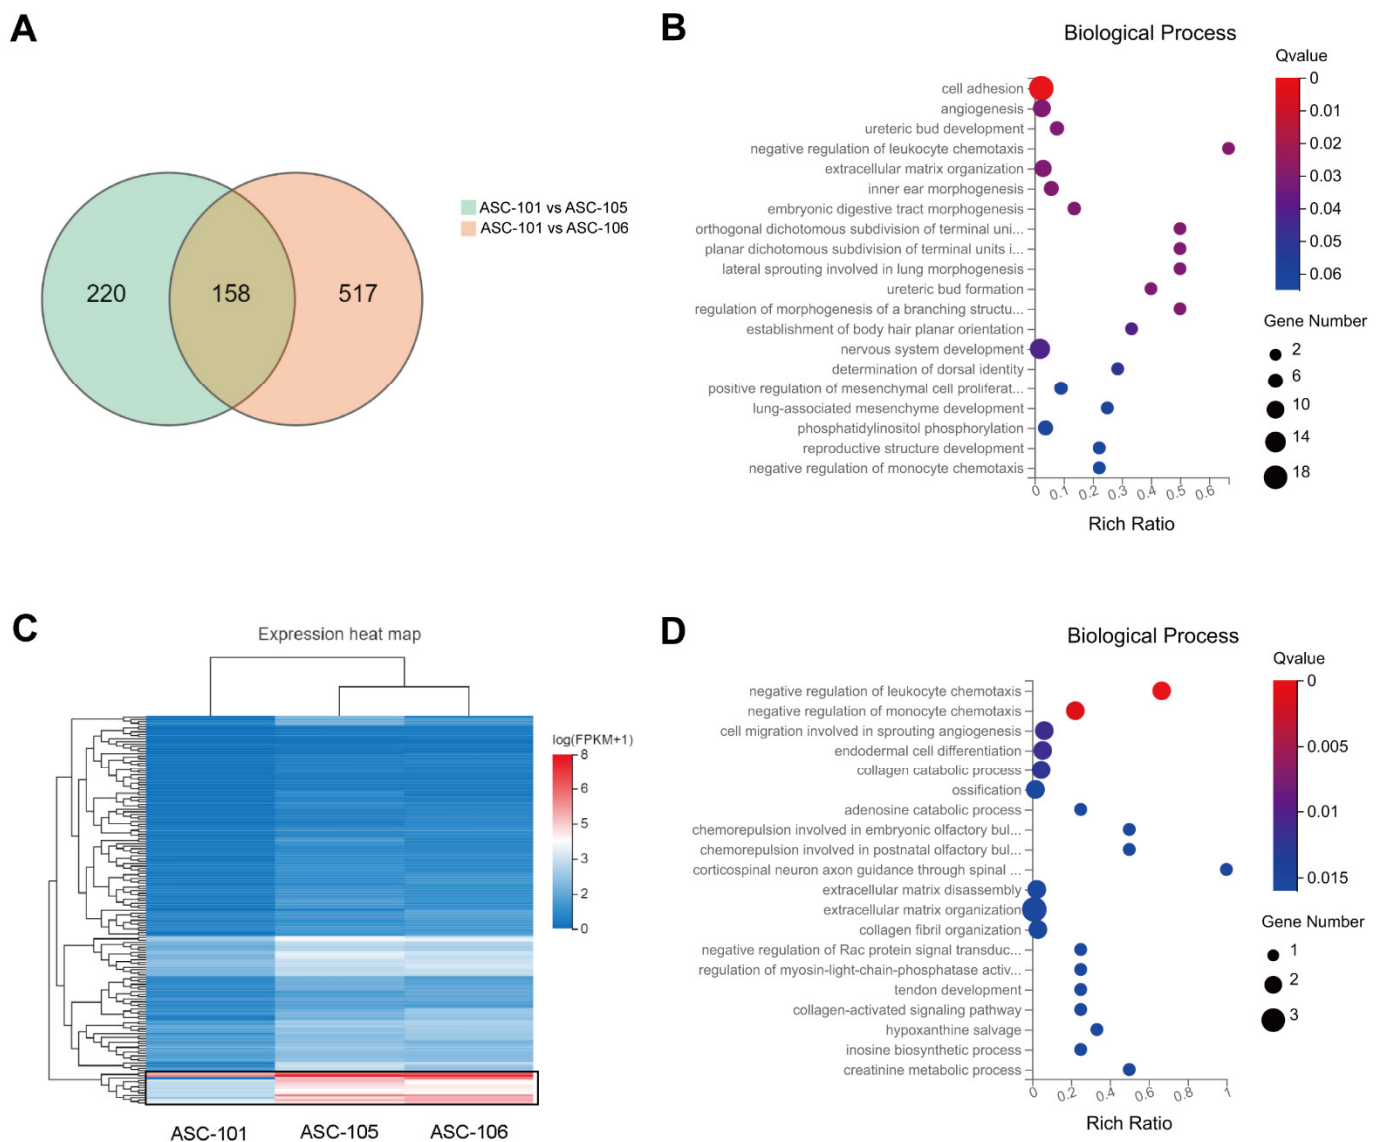 A
220
158
517
ASC-101 vs ASC-105
ASC-101 vs ASC-106
B
Biological Process
cell adhesion
angiogenesis
ureteric bud development
negative regulation of leukocyte chemotaxis
extracellular matrix organization
inner ear morphogenesis
embryonic digestive tract morphogenesis
orthogonal dichotomous subdivision of terminal uni...
planar dichotomous subdivision of terminal units i...
lateral sprouting involved in lung morphogenesis
ureteric bud formation
regulation of morphogenesis of a branching structu...
establishment of body hair planar orientation
nervous system development
determination of dorsal identity
positive regulation of mesenchymal cell proliferat...
lung-associated mesenchyme development
phosphatidylinositol phosphorylation
reproductive structure development
negative regulation of monocyte chemotaxis
0 0.1 0.2 0.3 0.4 0.5 0.6
Rich Ratio
Qvalue
0
0.01
0.02
0.03
0.04
0.05
0.06
Gene Number
2
6
10
14
18
C
Expression heat map
log(FPKM+1)
8
6
5
3
2
0
ASC-101 ASC-105 ASC-106
D
Biological Process
negative regulation of leukocyte chemotaxis
negative regulation of monocyte chemotaxis
cell migration involved in sprouting angiogenesis
endodermal cell differentiation
collagen catabolic process
ossification
adenosine catabolic process
chemorepulsion involved in embryonic olfactory bul...
chemorepulsion involved in postnatal olfactory bul...
corticospinal neuron axon guidance through spinal ...
extracellular matrix disassembly
extracellular matrix organization
collagen fibril organization
negative regulation of Rac protein signal transduc...
regulation of myosin-light-chain-phosphatase activ...
tendon development
collagen-activated signaling pathway
hypoxanthine salvage
inosine biosynthetic process
creatinine metabolic process
0 0.2 0.4 0.6 0.8 1
Rich Ratio
Qvalue
0
0.005
0.01
0.015
Gene Number
1
2
3